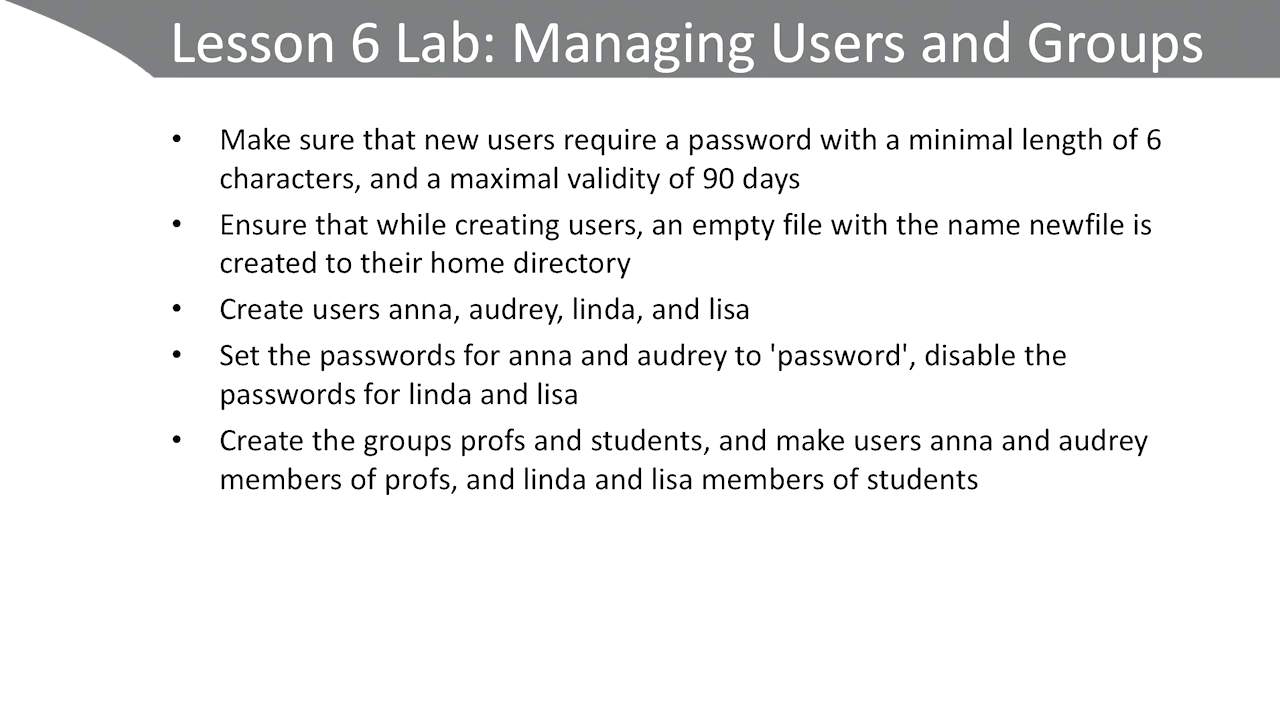 Lesson 6 Lab: Managing Users and Groups
• Make sure that new users require a password with a minimal length of 6
characters, and a maximal validity of 90 days
• Ensure that while creating users, an empty file with the name newfile is
created to their home directory
• Create users anna, audrey, linda, and lisa
• Set the passwords for anna and audrey to 'password', disable the
passwords for linda and lisa
• Create the groups profs and students, and make users anna and audrey
members of profs, and linda and lisa members of students